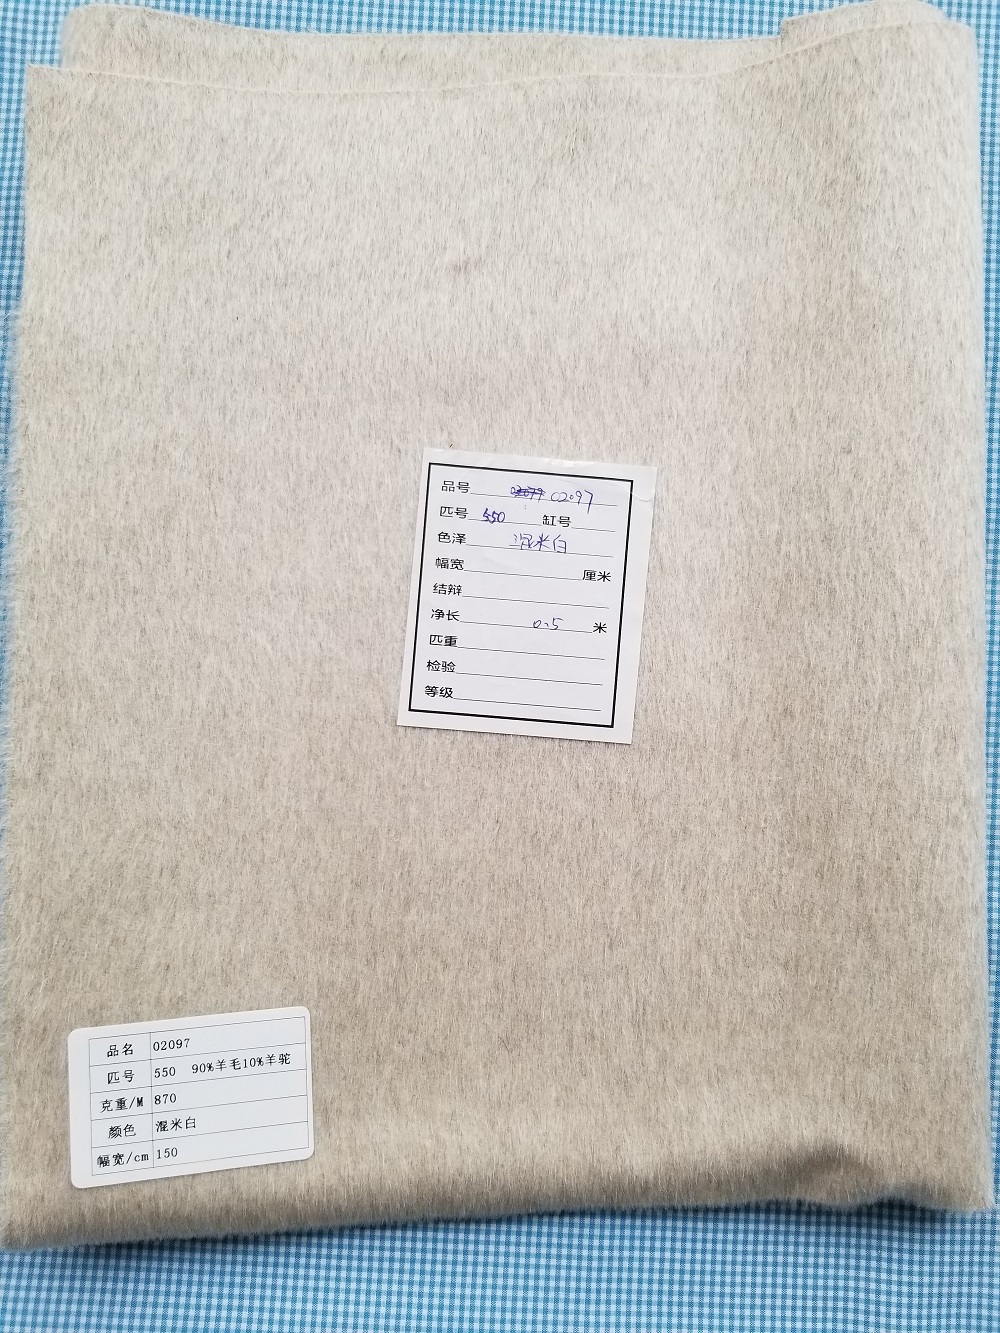 品号 02079 02097
匹号 550 缸号
色泽 混米白
幅宽 厘米
结辩
净长 0.5 米
匹重
检验
等级
品名 02097
匹号 550 90%羊毛10%羊驼
克重/M 870
颜色 混米白
幅宽/cm 150